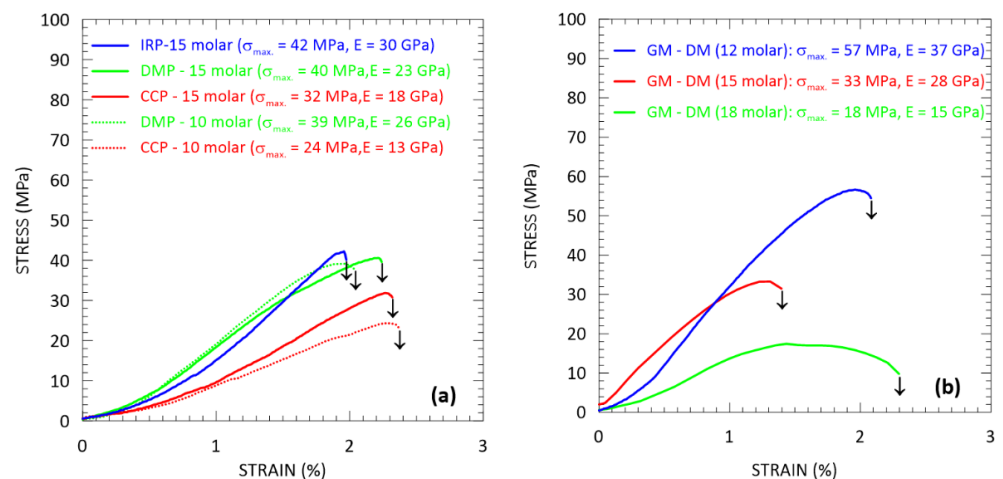 100
90
80
70
60
50
40
30
20
10
0
STRESS (MPa)
IRP-15 molar (σmax. = 42 MPa, E = 30 GPa)
DMP - 15 molar (σmax. = 40 MPa,E = 23 GPa)
CCP - 15 molar (σmax. = 32 MPa,E = 18 GPa)
DMP - 10 molar (σmax. = 39 MPa,E = 26 GPa)
CCP - 10 molar (σmax. = 24 MPa,E = 13 GPa)
(a)
0 1 2 3
STRAIN (%)
100
90
80
70
60
50
40
30
20
10
0
STRESS (MPa)
GM - DM (12 molar): σmax. = 57 MPa, E = 37 GPa)
GM - DM (15 molar): σmax. = 33 MPa, E = 28 GPa)
GM - DM (18 molar): σmax. = 18 MPa, E = 15 GPa)
(b)
0 1 2 3
STRAIN (%)